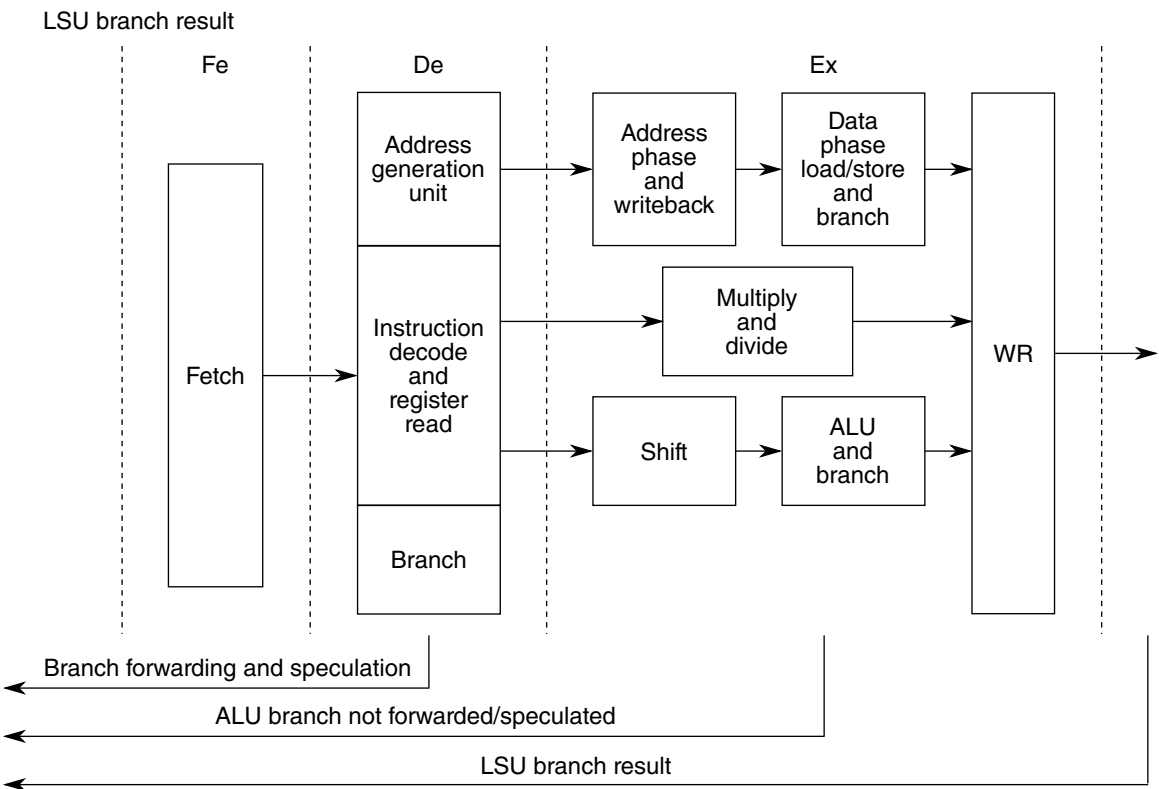 LSU branch result
Fe
De
Ex
Fetch
Address
generation
unit
Instruction
decode
and
register
read
Branch
Address
phase
and
writeback
Data
phase
load/store
and
branch
Multiply
and
divide
Shift
ALU
and
branch
WR
Branch forwarding and speculation
ALU branch not forwarded/speculated
LSU branch result